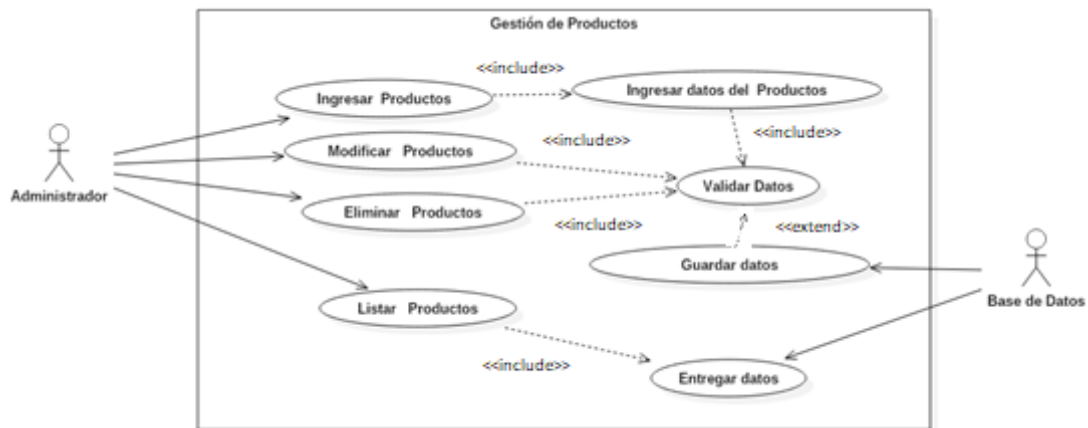 Gestión de Productos
<<include>>
Ingresar Productos
Ingresar datos del Productos
<<include>>
<<include>>
Modificar Productos
Validar Datos
Administrador
Eliminar Productos
<<include>>
<<extend>>
Guardar datos
Base de Datos
Listar Productos
<<include>>
Entregar datos